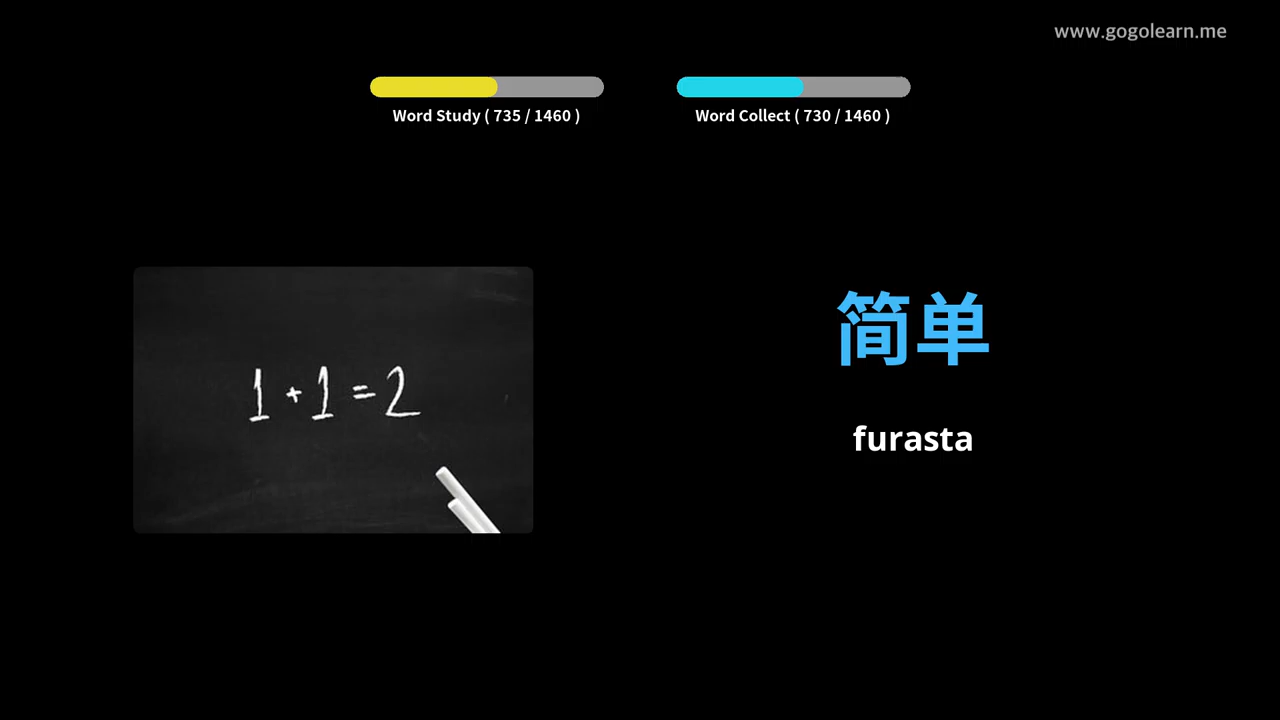 www.gogolearn.me
Word Study ( 735 / 1460 )
Word Collect ( 730 / 1460 )
1 + 1 = 2
简单
furasta